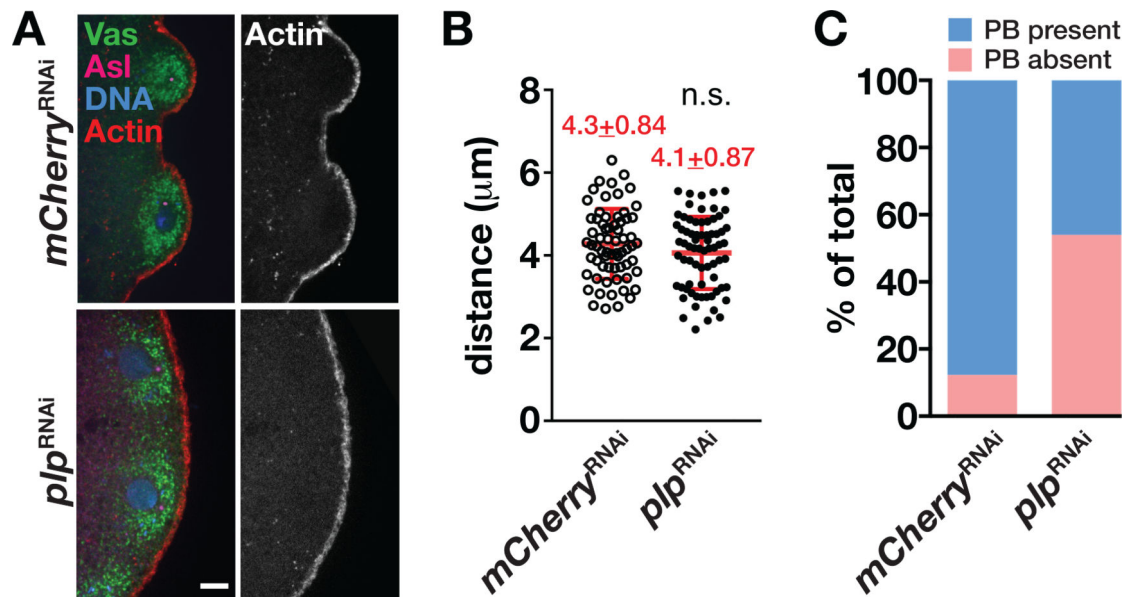 A
Vas
Asl
DNA
Actin
Actin
mCherryRNAi
plpRNAi
B
distance (μm)
8
6
4
2
0
n.s.
4.3±0.84
4.1±0.87
mCherryRNAi
plpRNAi
C
PB present
PB absent
% of total
100
80
60
40
20
0
mCherryRNAi
plpRNAi